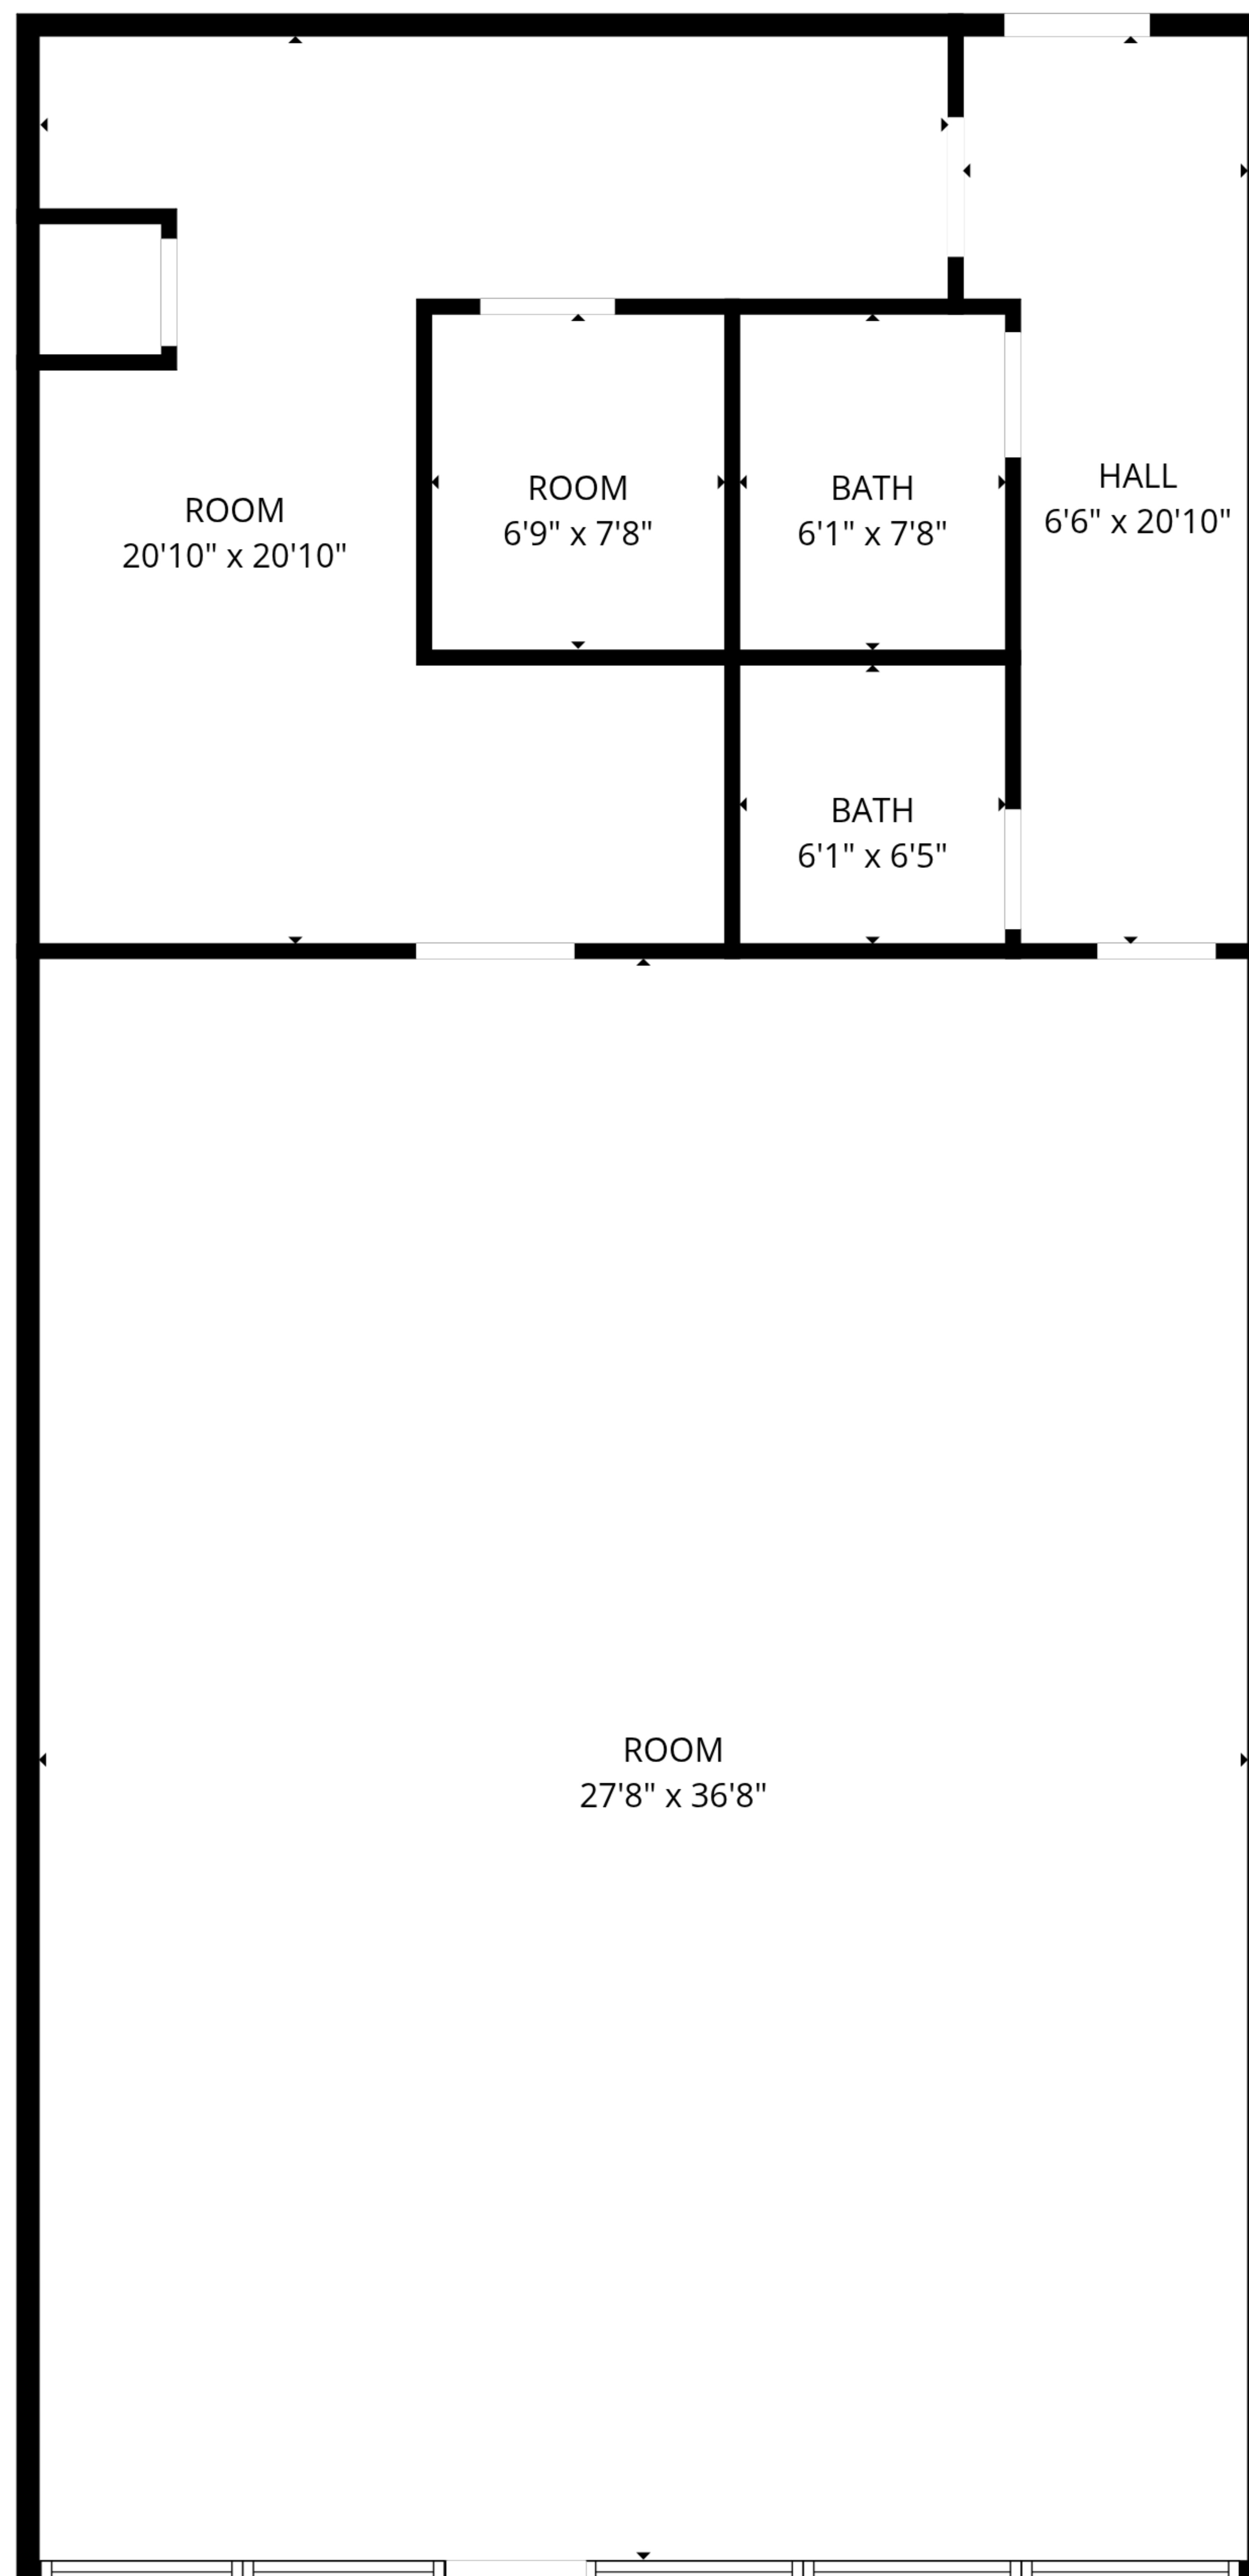 ROOM
20'10" x 20'10"
ROOM
6'9" x 7'8"
BATH
6'1" x 7'8"
HALL
6'6" x 20'10"
BATH
6'1" x 6'5"
ROOM
27'8" x 36'8"